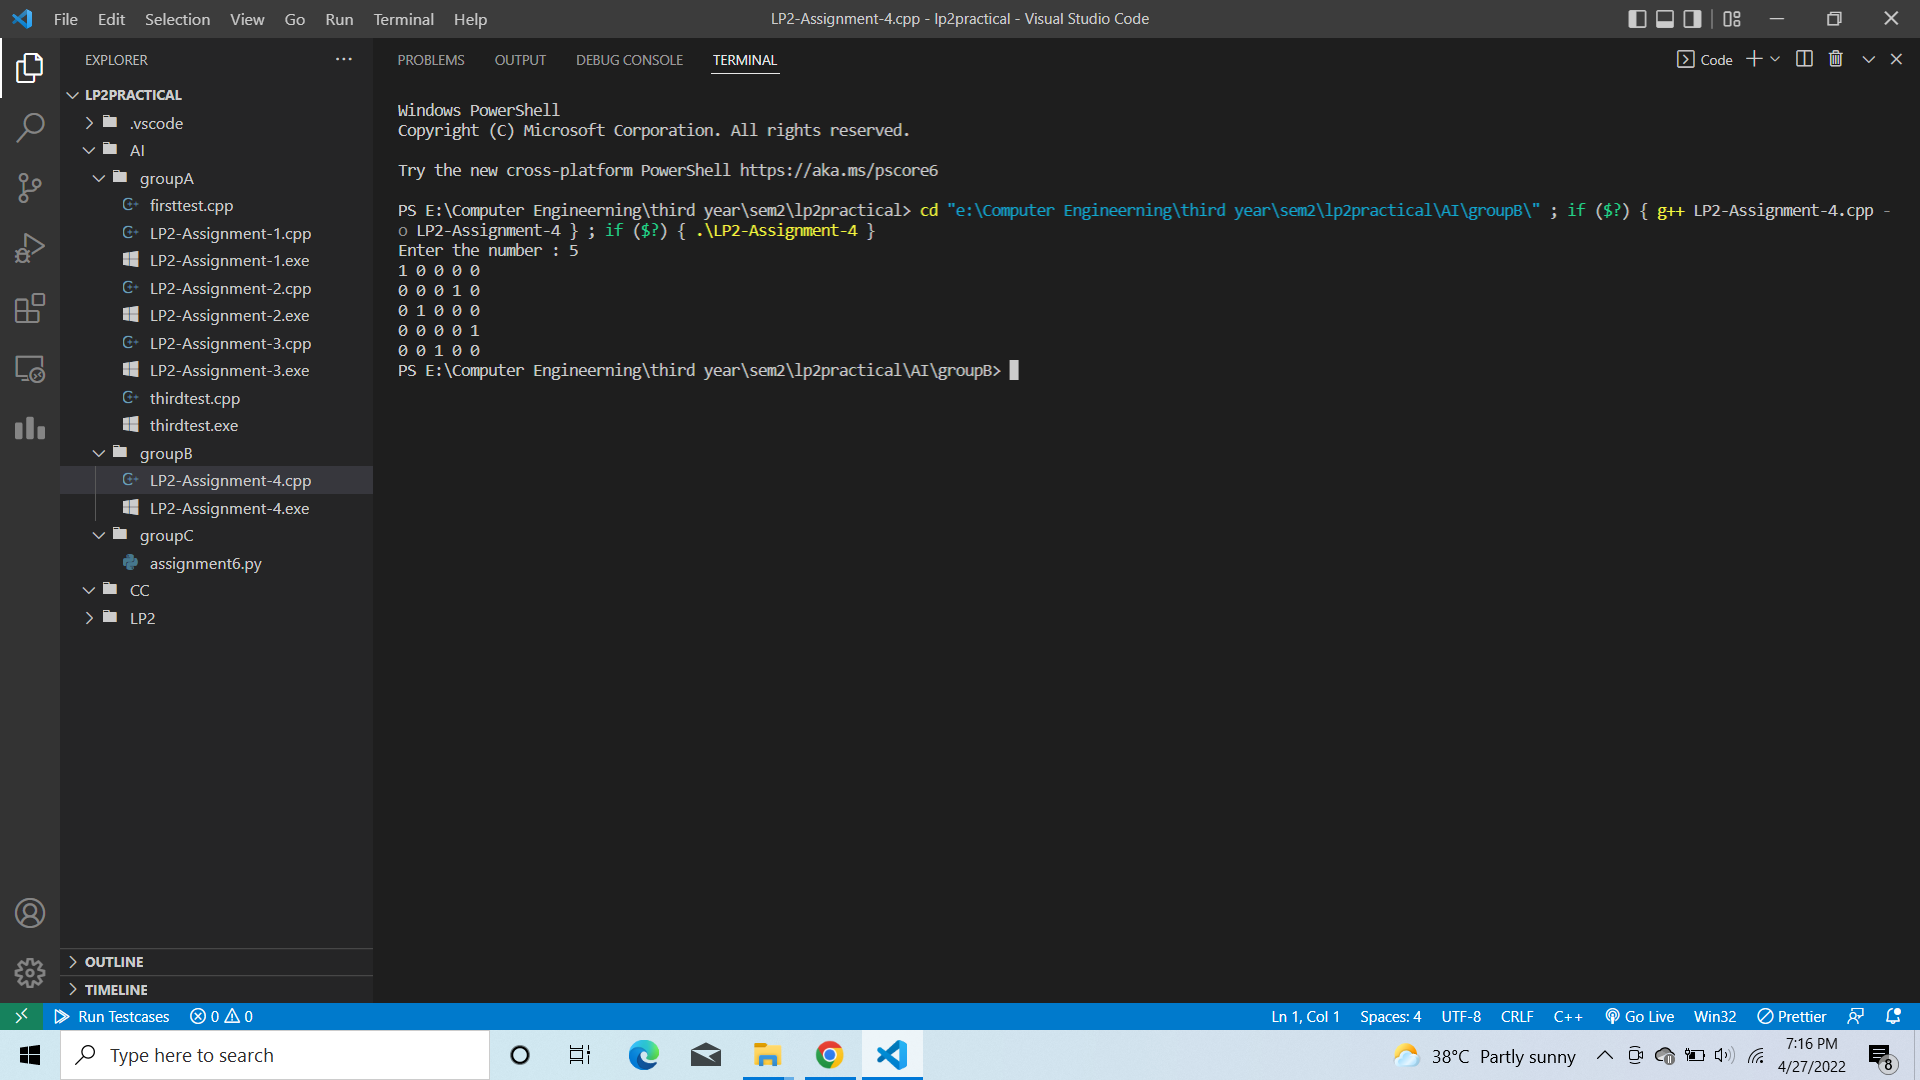 File Edit Selection View Go Run Terminal Help
LP2-Assignment-4.cpp - lp2practical - Visual Studio Code
EXPLORER
LP2PRACTICAL
.vscode
AI
groupA
firsttest.cpp
LP2-Assignment-1.cpp
LP2-Assignment-1.exe
LP2-Assignment-2.cpp
LP2-Assignment-2.exe
LP2-Assignment-3.cpp
LP2-Assignment-3.exe
thirdtest.cpp
thirdtest.exe
groupB
LP2-Assignment-4.cpp
LP2-Assignment-4.exe
groupC
assignment6.py
CC
LP2
OUTLINE
TIMELINE
PROBLEMS OUTPUT DEBUG CONSOLE TERMINAL
Code
Windows PowerShell
Copyright (C) Microsoft Corporation. All rights reserved.
Try the new cross-platform PowerShell https://aka.ms/pscore6
PS E:\Computer Engineerning\third year\sem2\lp2practical> cd "e:\Computer Engineerning\third year\sem2\lp2practical\AI\groupB\" ; if ($?) { g++ LP2-Assignment-4.cpp -
o LP2-Assignment-4 } ; if ($?) { .\LP2-Assignment-4 }
Enter the number : 5
1 0 0 0 0
0 0 0 1 0
0 1 0 0 0
0 0 0 0 1
0 0 1 0 0
PS E:\Computer Engineerning\third year\sem2\lp2practical\AI\groupB>
Run Testcases 0 0
Ln 1, Col 1 Spaces: 4 UTF-8 CRLF C++ Go Live Win32 Prettier
Type here to search
38°C Partly sunny
7:16 PM
4/27/2022
8